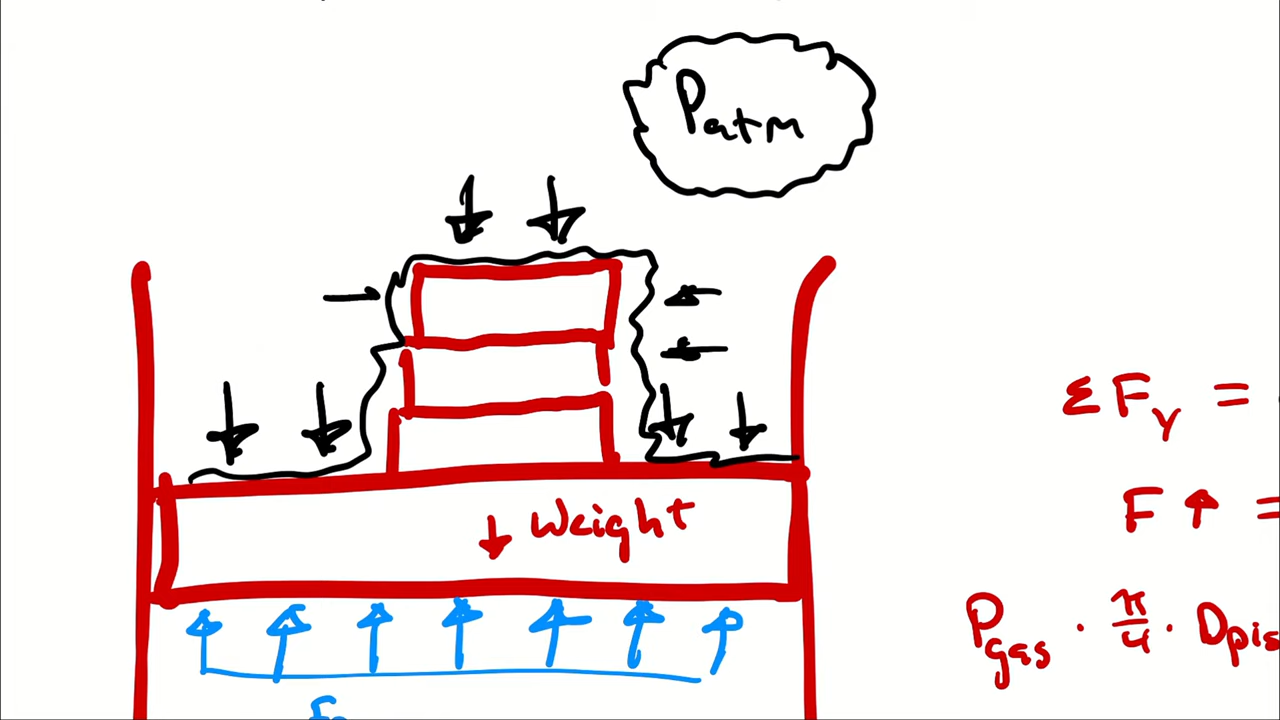 Patm
ΣFy =
Weight
F ↑ =
Pgas · π/4 · Dpis